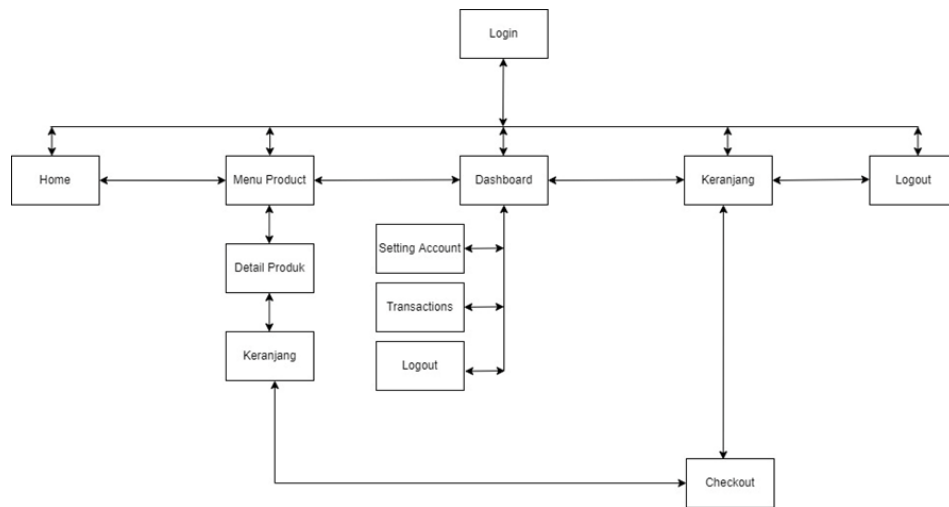 Login
Home
Menu Product
Dashboard
Keranjang
Logout
Setting Account
Detail Produk
Transactions
Keranjang
Logout
Checkout